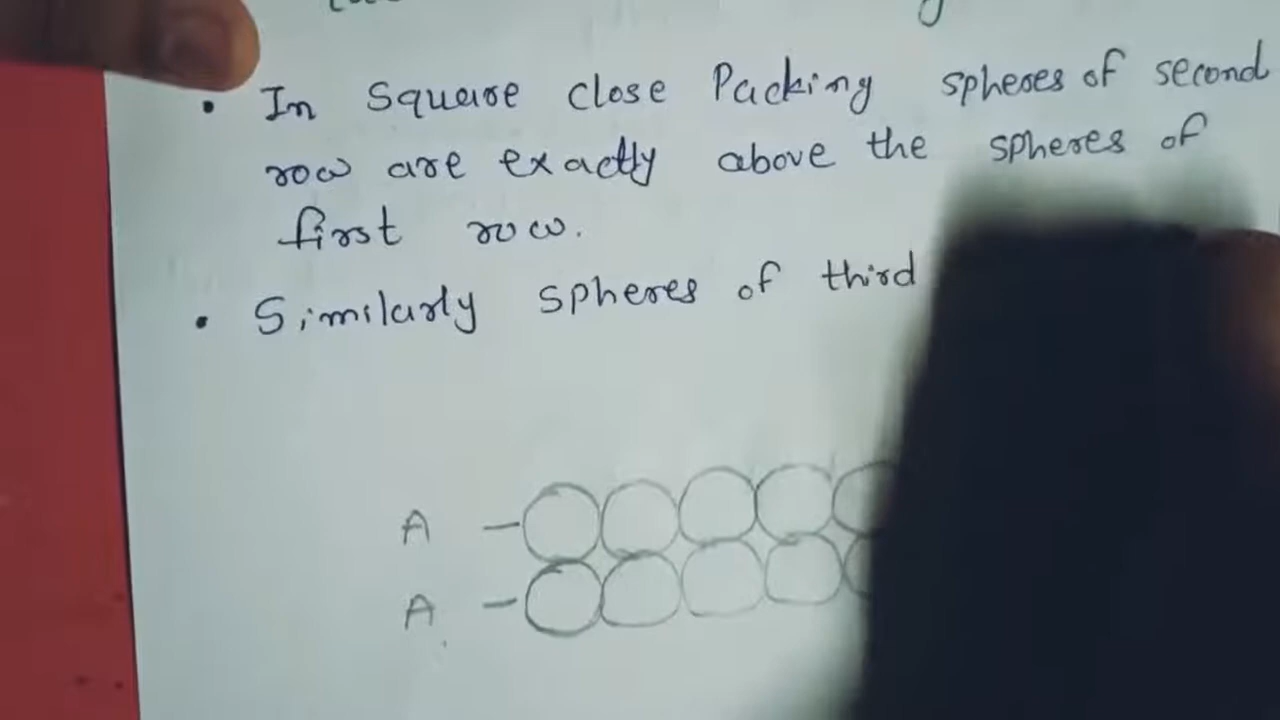 • In Square close Packing spheres of second
row are exactly above the spheres of
first row.
• Similarly spheres of third
A -
A -